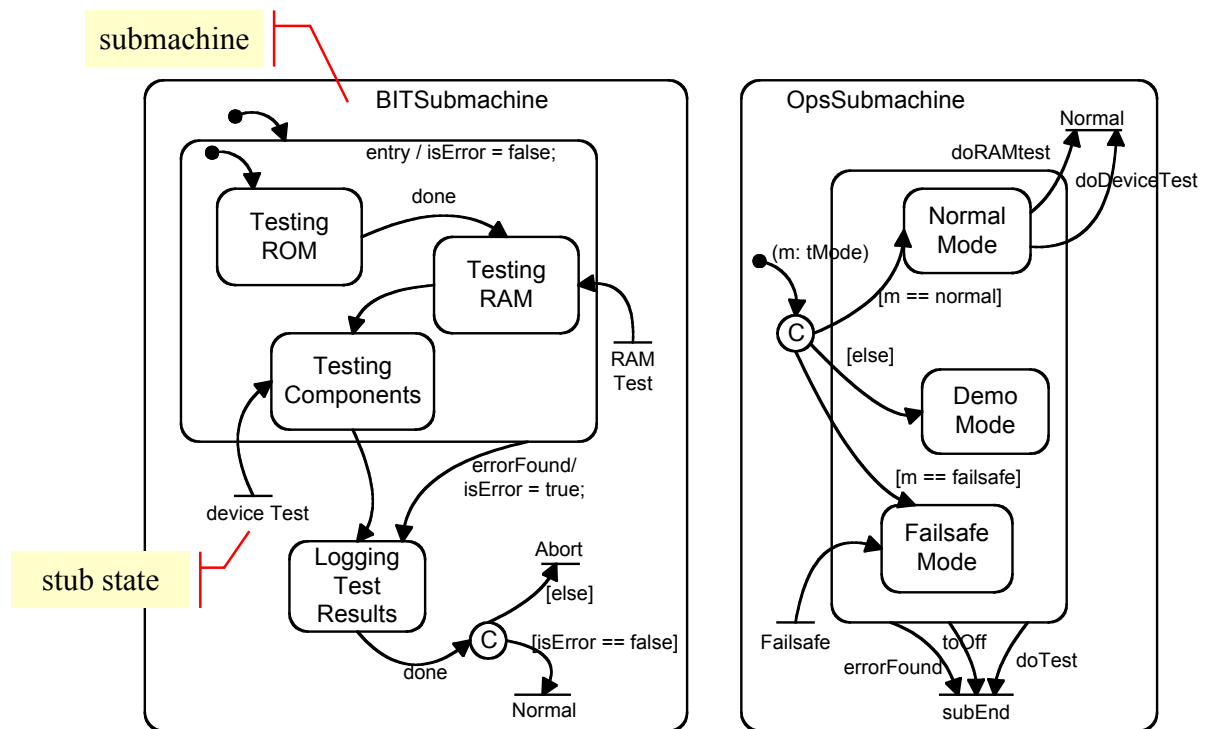 submachine
BITSubmachine
entry / isError = false;
Testing
ROM
done
Testing
RAM
Testing
Components
RAM
Test
device Test
errorFound/
isError = true;
stub state
Logging
Test
Results
Abort
[else]
C
[isError == false]
done
Normal
OpsSubmachine
Normal
doRAMtest
doDeviceTest
Normal
Mode
(m: tMode)
[m == normal]
C
[else]
Demo
Mode
[m == failsafe]
Failsafe
Mode
Failsafe
errorFound
toOff
doTest
subEnd